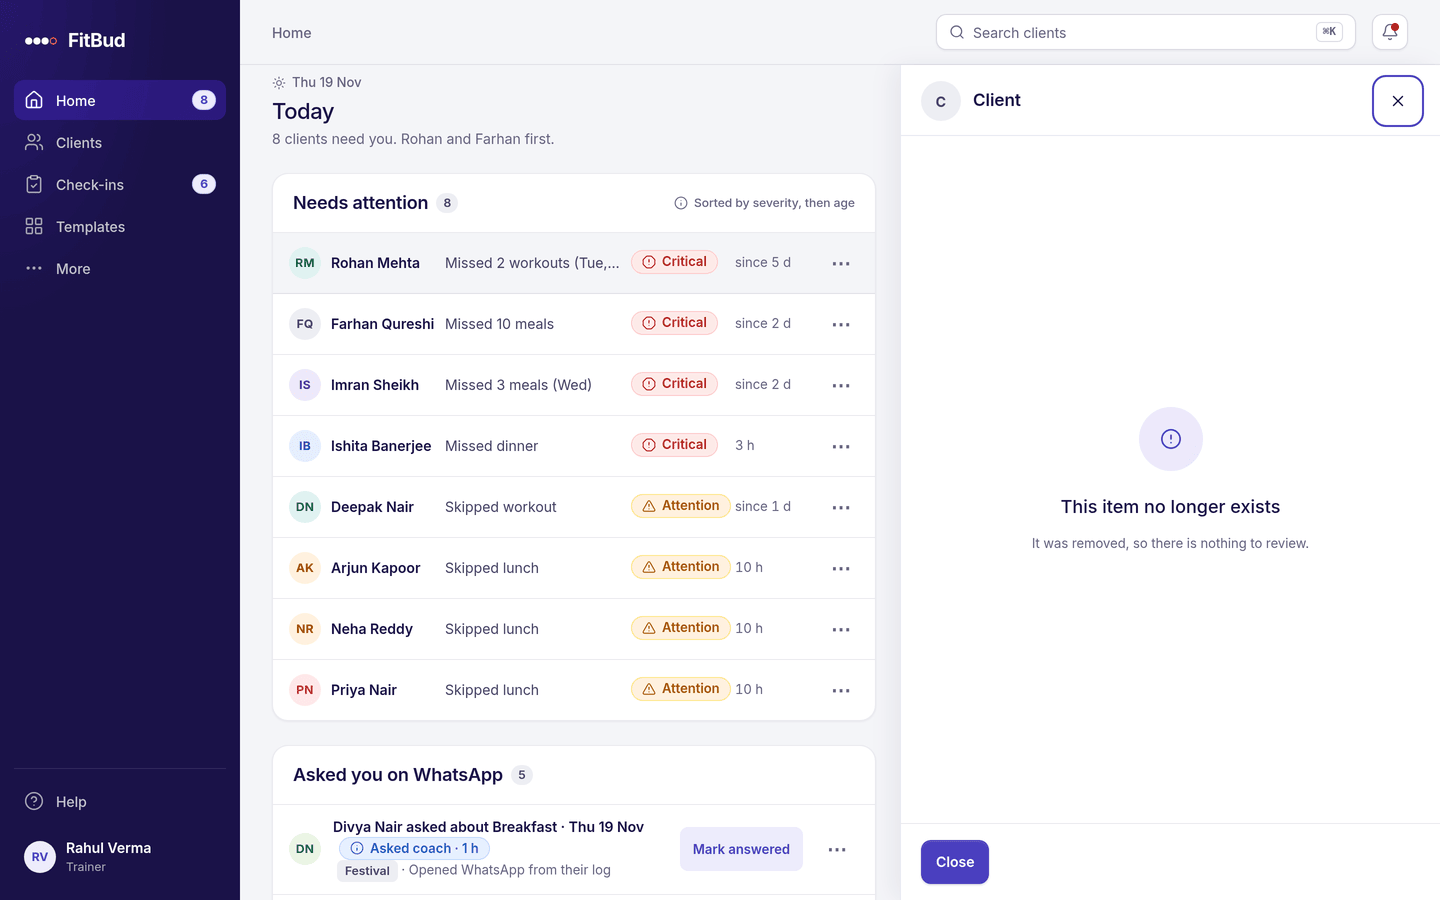 FitBud
Home
8
Clients
Check-ins
6
Templates
More
Help
RV
Rahul Verma
Trainer
Home
Search clients
⌘K
Thu 19 Nov
Today
8 clients need you. Rohan and Farhan first.
Needs attention 8
Sorted by severity, then age
RM Rohan Mehta Missed 2 workouts (Tue,... Critical since 5 d
FQ Farhan Qureshi Missed 10 meals Critical since 2 d
IS Imran Sheikh Missed 3 meals (Wed) Critical since 2 d
IB Ishita Banerjee Missed dinner Critical 3 h
DN Deepak Nair Skipped workout Attention since 1 d
AK Arjun Kapoor Skipped lunch Attention 10 h
NR Neha Reddy Skipped lunch Attention 10 h
PN Priya Nair Skipped lunch Attention 10 h
Asked you on WhatsApp 5
DN
Divya Nair asked about Breakfast · Thu 19 Nov
Asked coach · 1 h
Festival · Opened WhatsApp from their log
Mark answered
C Client
This item no longer exists
It was removed, so there is nothing to review.
Close